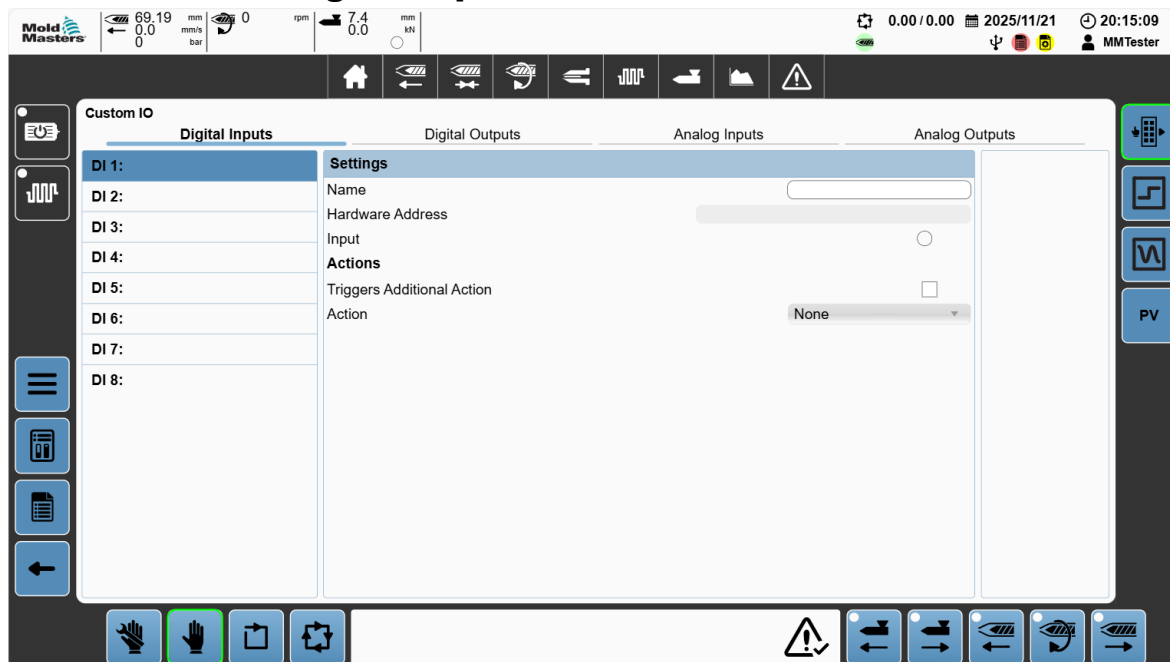 Mold
Masters
69.19 mm
0.0 mm/s
0 bar
0 rpm
7.4 mm
0.0 kN
0.00 / 0.00
2025/11/21
20:15:09
MMTester
Custom IO
Digital Inputs
Digital Outputs
Analog Inputs
Analog Outputs
DI 1:
DI 2:
DI 3:
DI 4:
DI 5:
DI 6:
DI 7:
DI 8:
Settings
Name
Hardware Address
Input
Actions
Triggers Additional Action
Action None
PV